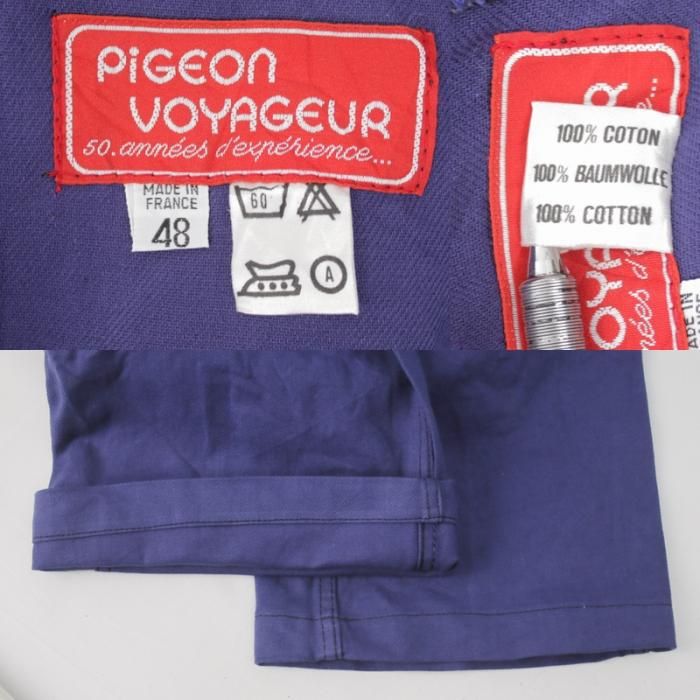 PiGEON
VOYAGEUR
50.années d'expérience...
MADE IN
FRANCE
48
60
A
100% COTON
100% BAUMWOLLE
100% COTTON